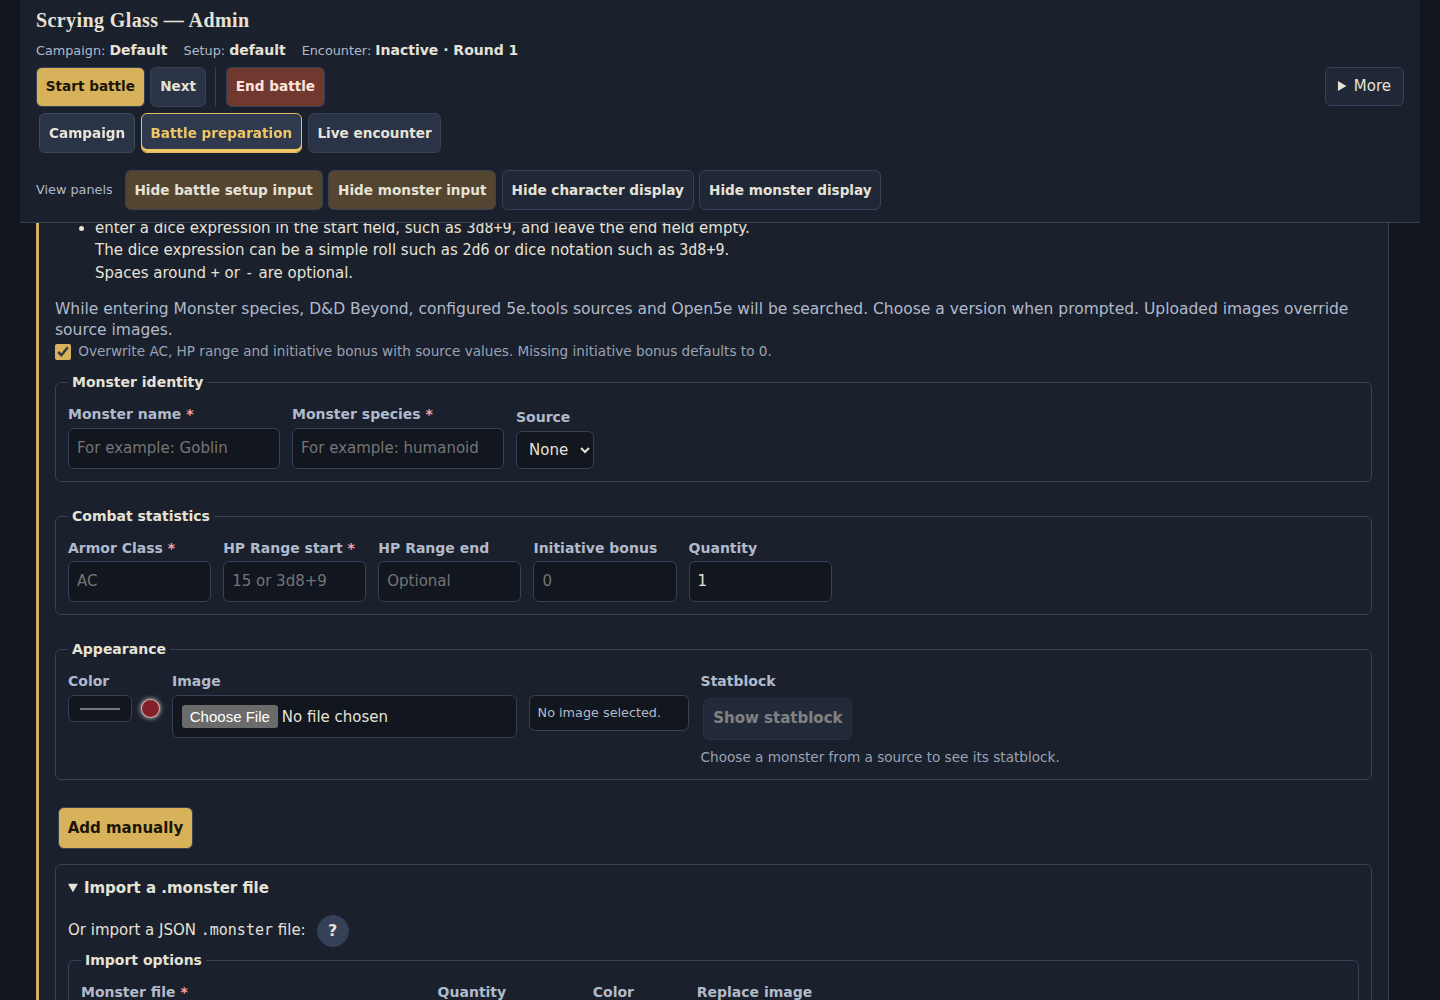 Scrying Glass — Admin
Campaign: Default Setup: default Encounter: Inactive · Round 1
Start battle Next End battle ▶ More
Campaign Battle preparation Live encounter
View panels Hide battle setup input Hide monster input Hide character display Hide monster display
• enter a dice expression in the start field, such as 3d8+9, and leave the end field empty.
The dice expression can be a simple roll such as 2d6 or dice notation such as 3d8+9.
Spaces around + or - are optional.
While entering Monster species, D&D Beyond, configured 5e.tools sources and Open5e will be searched. Choose a version when prompted. Uploaded images override
source images.
Overwrite AC, HP range and initiative bonus with source values. Missing initiative bonus defaults to 0.
Monster identity
Monster name * Monster species * Source
For example: Goblin For example: humanoid None
Combat statistics
Armor Class * HP Range start * HP Range end Initiative bonus Quantity
AC 15 or 3d8+9 Optional 0 1
Appearance
Color Image Statblock
Choose File No file chosen No image selected. Show statblock
Choose a monster from a source to see its statblock.
Add manually
▼ Import a .monster file
Or import a JSON .monster file: ?
Import options
Monster file * Quantity Color Replace image